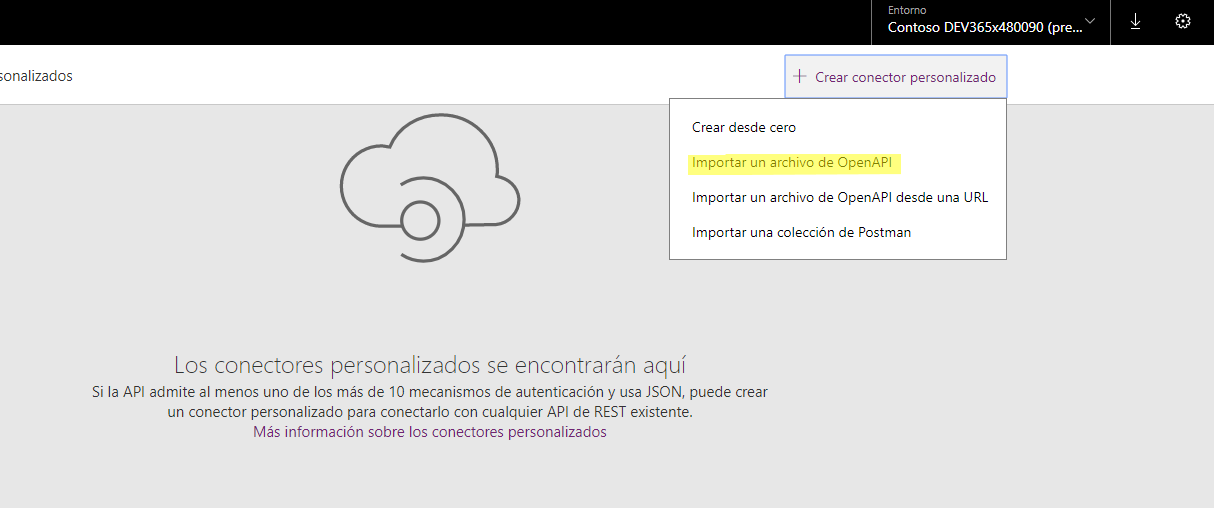 Entorno
Contoso DEV365x480090 (pre...
sonalizados
Crear conector personalizado
Crear desde cero
Importar un archivo de OpenAPI
Importar un archivo de OpenAPI desde una URL
Importar una colección de Postman
Los conectores personalizados se encontrarán aquí
Si la API admite al menos uno de los más de 10 mecanismos de autenticación y usa JSON, puede crear
un conector personalizado para conectarlo con cualquier API de REST existente.
Más información sobre los conectores personalizados